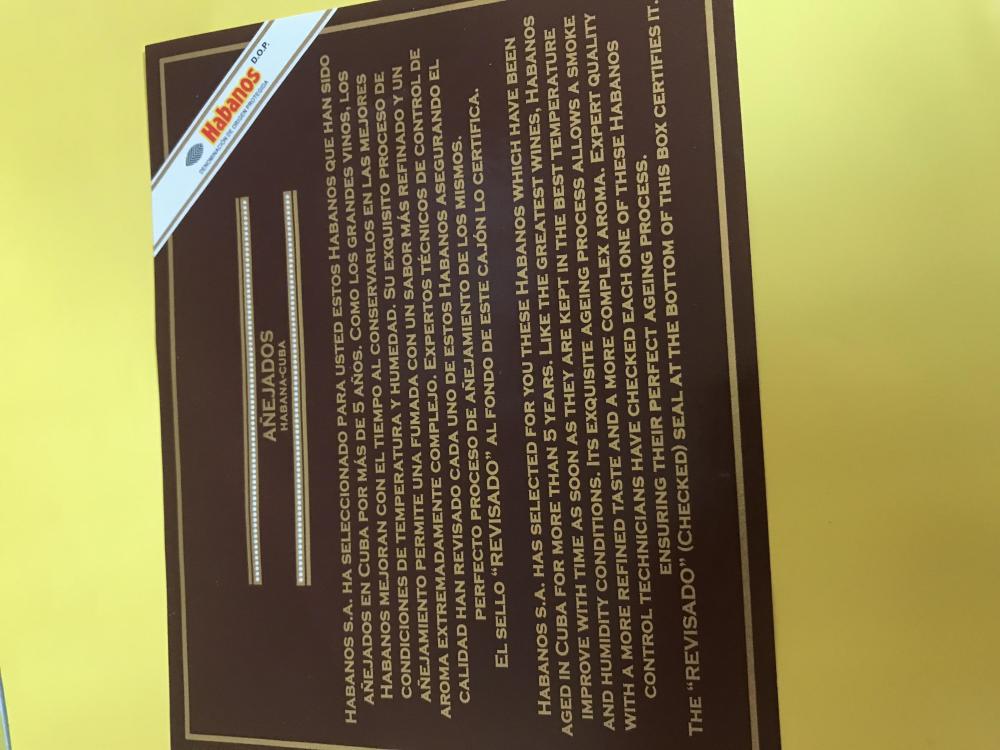 Habanos D.O.P.
DENOMINACIÓN DE ORIGEN PROTEGIDA
AÑEJADOS
HABANA-CUBA
HABANOS S.A. HA SELECCIONADO PARA USTED ESTOS HABANOS QUE HAN SIDO
AÑEJADOS EN CUBA POR MÁS DE 5 AÑOS. COMO LOS GRANDES VINOS, LOS
HABANOS MEJORAN CON EL TIEMPO AL CONSERVARLOS EN LAS MEJORES
CONDICIONES DE TEMPERATURA Y HUMEDAD. SU EXQUISITO PROCESO DE
AÑEJAMIENTO PERMITE UNA FUMADA CON UN SABOR MÁS REFINADO Y UN
AROMA EXTREMADAMENTE COMPLEJO. EXPERTOS TÉCNICOS DE CONTROL DE
CALIDAD HAN REVISADO CADA UNO DE ESTOS HABANOS ASEGURANDO EL
PERFECTO PROCESO DE AÑEJAMIENTO DE LOS MISMOS.
EL SELLO “REVISADO” AL FONDO DE ESTE CAJÓN LO CERTIFICA.
HABANOS S.A. HAS SELECTED FOR YOU THESE HABANOS WHICH HAVE BEEN
AGED IN CUBA FOR MORE THAN 5 YEARS. LIKE THE GREATEST WINES, HABANOS
IMPROVE WITH TIME AS SOON AS THEY ARE KEPT IN THE BEST TEMPERATURE
AND HUMIDITY CONDITIONS. ITS EXQUISITE AGEING PROCESS ALLOWS A SMOKE
WITH A MORE REFINED TASTE AND A MORE COMPLEX AROMA. EXPERT QUALITY
CONTROL TECHNICIANS HAVE CHECKED EACH ONE OF THESE HABANOS
ENSURING THEIR PERFECT AGEING PROCESS.
THE “REVISADO” (CHECKED) SEAL AT THE BOTTOM OF THIS BOX CERTIFIES IT.